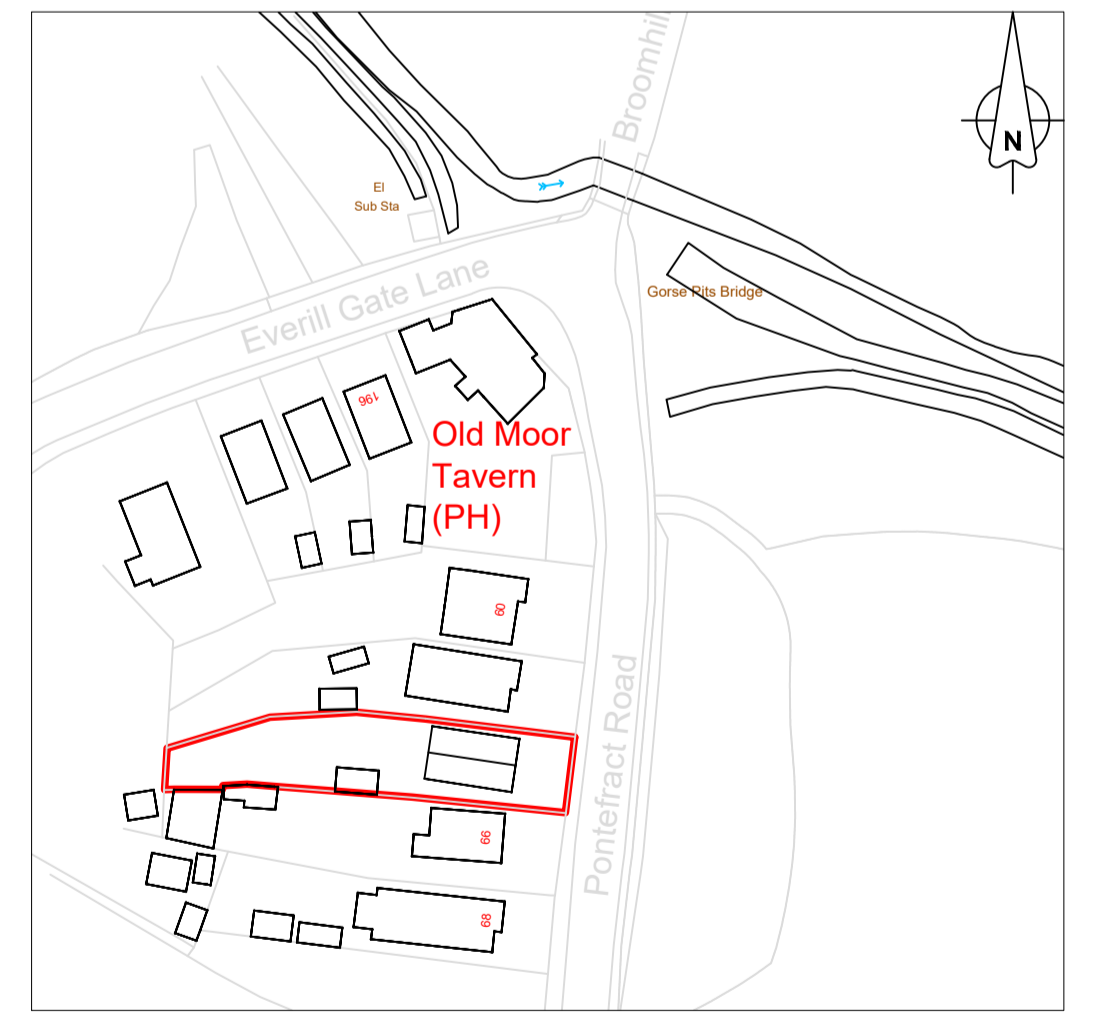 Broomhill
N
El
Sub Sta
Everill Gate Lane
Gorse Pits Bridge
196
Old Moor
Tavern
(PH)
60
Pontefract Road
66
68